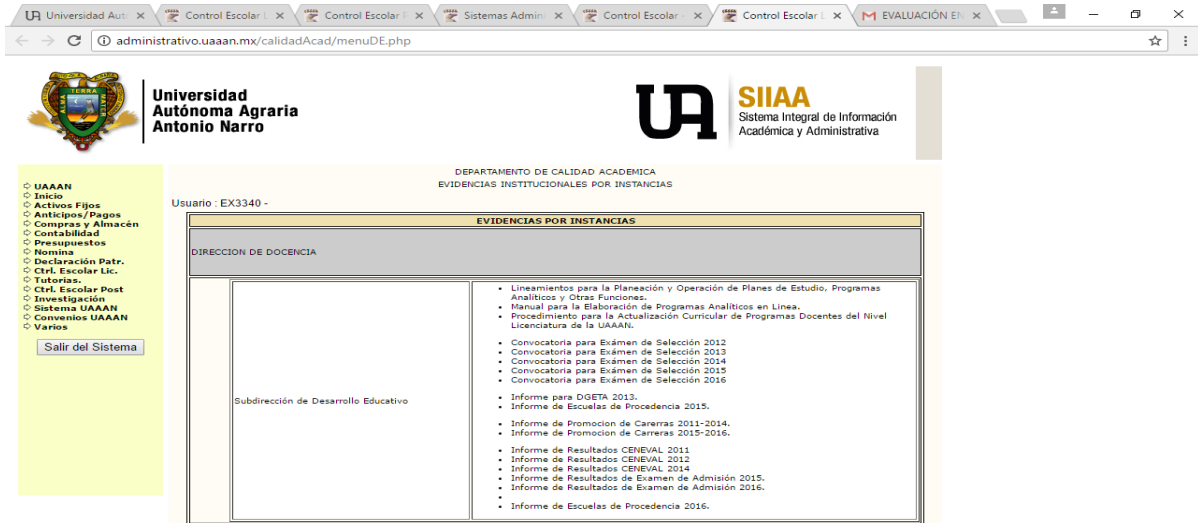 Universidad Aut
Control Escolar L
Control Escolar P
Sistemas Admin
Control Escolar -
Control Escolar L
EVALUACIÓN EN
administrativo.uaaan.mx/calidadAcad/menuDE.php
ALMA TERRA MATER
Universidad
Autónoma Agraria
Antonio Narro
UA
SIIAA
Sistema Integral de Información
Académica y Administrativa
UAAAN
Inicio
Activos Fijos
Anticipos/Pagos
Compras y Almacén
Contabilidad
Presupuestos
Nomina
Declaración Patr.
Ctrl. Escolar Lic.
Tutorias.
Ctrl. Escolar Post
Investigación
Sistema UAAAN
Convenios UAAAN
Varios
Salir del Sistema
DEPARTAMENTO DE CALIDAD ACADEMICA
EVIDENCIAS INSTITUCIONALES POR INSTANCIAS
Usuario : EX3340 -
EVIDENCIAS POR INSTANCIAS
DIRECCION DE DOCENCIA
Subdirección de Desarrollo Educativo
• Lineamientos para la Planeación y Operación de Planes de Estudio, Programas
Analíticos y Otras Funciones.
• Manual para la Elaboración de Programas Analíticos en Linea.
• Procedimiento para la Actualización Curricular de Programas Docentes del Nivel
Licenciatura de la UAAAN.
• Convocatoria para Exámen de Selección 2012
• Convocatoria para Exámen de Selección 2013
• Convocatoria para Exámen de Selección 2014
• Convocatoria para Exámen de Selección 2015
• Convocatoria para Exámen de Selección 2016
• Informe para DGETA 2013.
• Informe de Escuelas de Procedencia 2015.
• Informe de Promocion de Carerras 2011-2014.
• Informe de Promocion de Carreras 2015-2016.
• Informe de Resultados CENEVAL 2011
• Informe de Resultados CENEVAL 2012
• Informe de Resultados CENEVAL 2014
• Informe de Resultados de Examen de Admisión 2015.
• Informe de Resultados de Examen de Admisión 2016.
•
• Informe de Escuelas de Procedencia 2016.